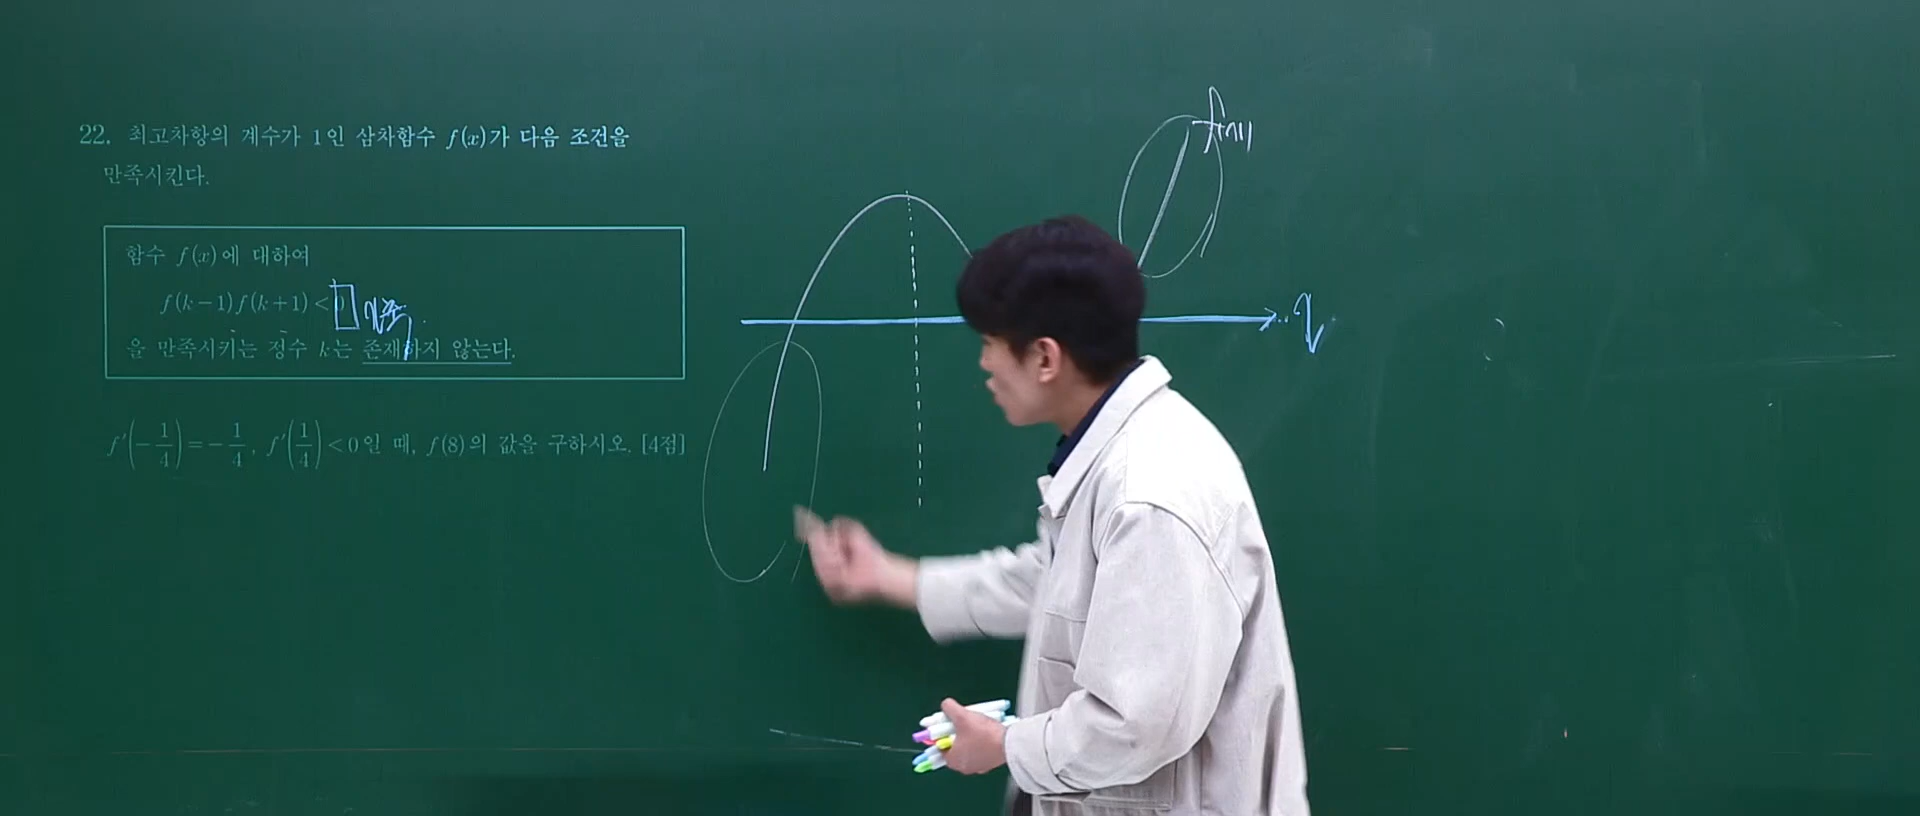 22. 최고차항의 계수가 1인 삼차함수 f(x)가 다음 조건을
만족시킨다.
함수 f(x)에 대하여
f(k-1)f(k+1)<
을 만족시키는 정수 k는 존재하지 않는다.
f'(-1/4)=-1/4, f'(1/4)<0일 때, f(8)의 값을 구하시오. [4점]